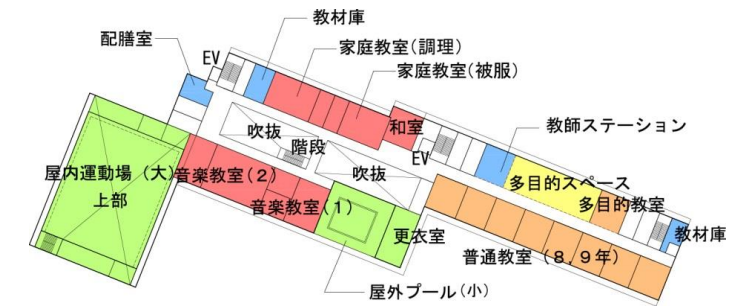 教材庫
配膳室
EV
家庭教室(調理)
家庭教室(被服)
和室
教師ステーション
吹抜
階段
EV
吹抜
多目的スペース
屋内運動場(大)
上部
音楽教室(2)
多目的教室
音楽教室(1)
更衣室
教材庫
普通教室(8,9年)
屋外プール(小)